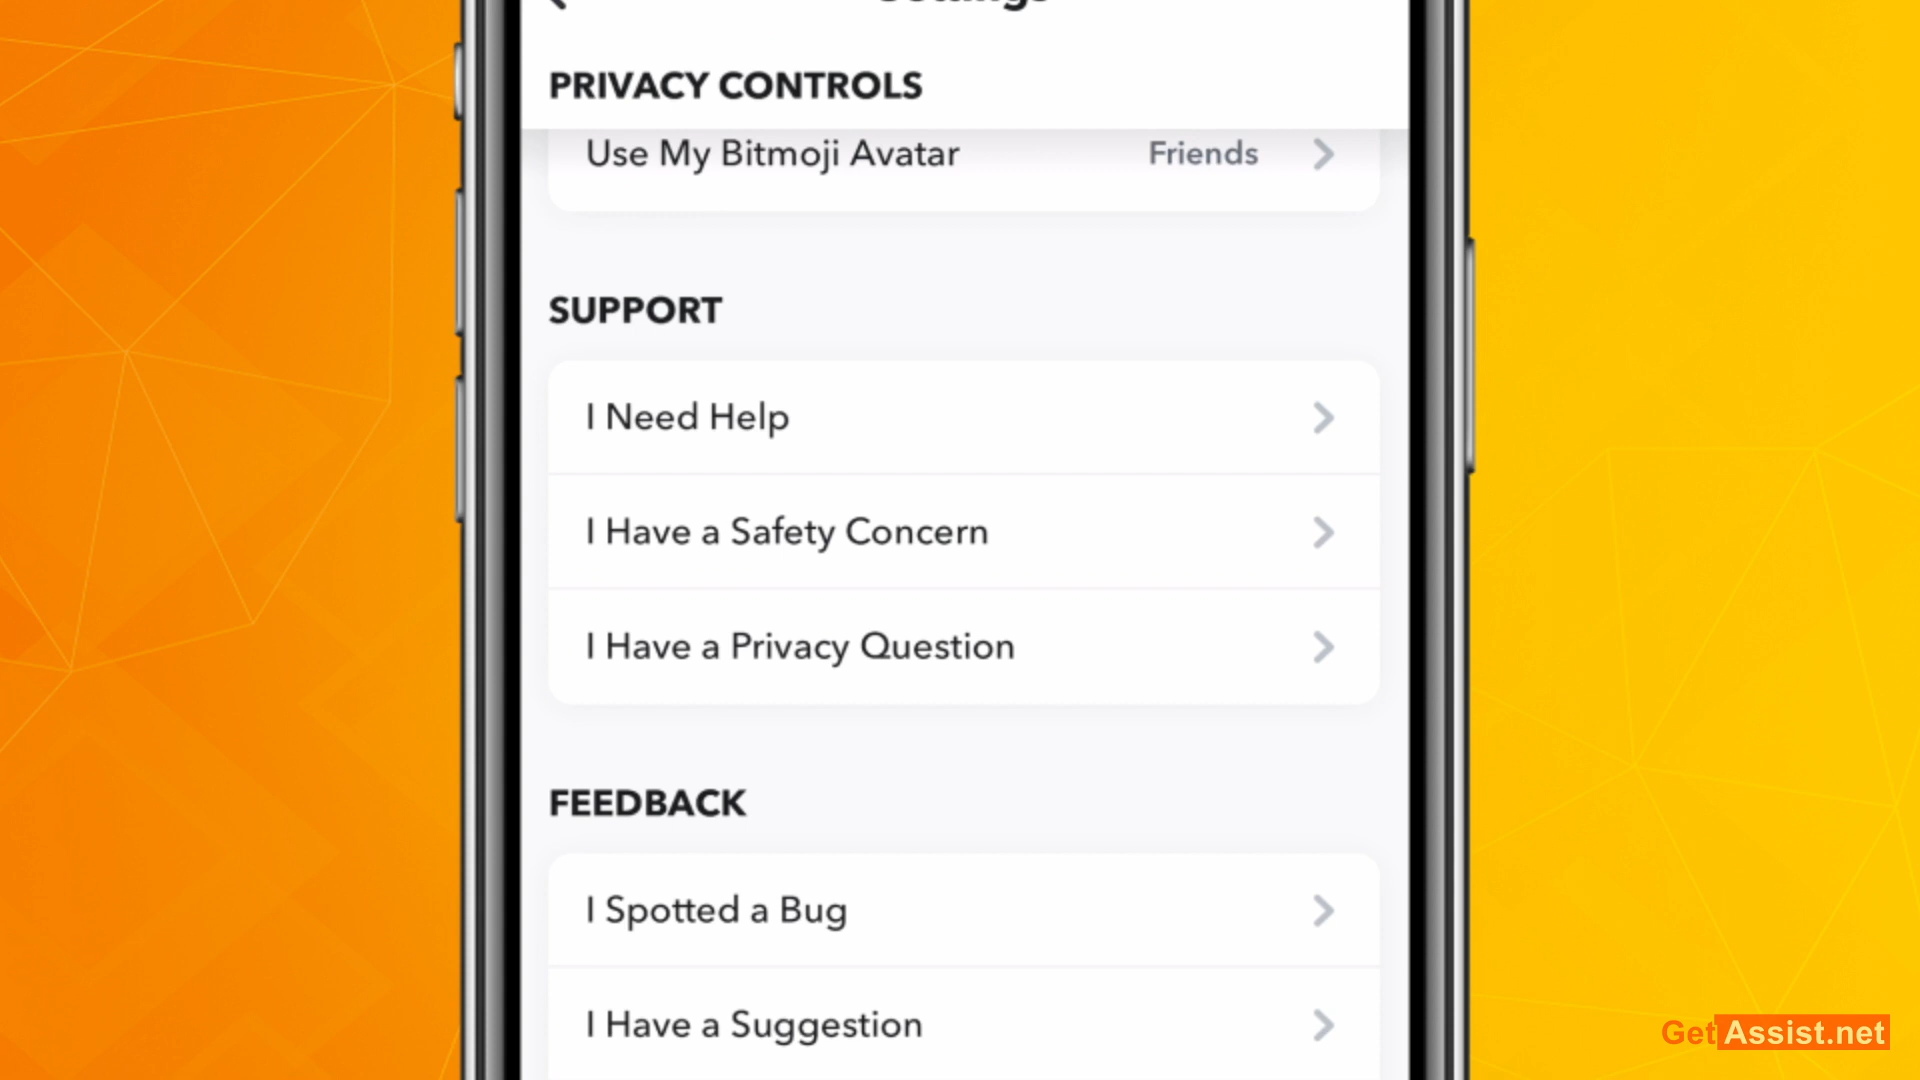 Settings
PRIVACY CONTROLS
Use My Bitmoji Avatar Friends
SUPPORT
I Need Help
I Have a Safety Concern
I Have a Privacy Question
FEEDBACK
I Spotted a Bug
I Have a Suggestion
GetAssist.net